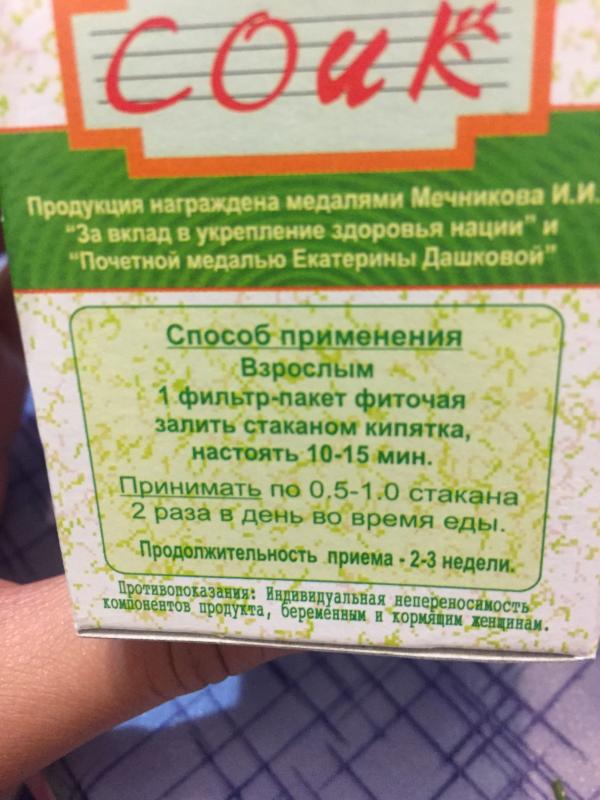 соик
Продукция награждена медалями Мечникова И.И.
"За вклад в укрепление здоровья нации" и
"Почетной медалью Екатерины Дашковой"
Способ применения
Взрослым
1 фильтр-пакет фиточая
залить стаканом кипятка,
настоять 10-15 мин.
Принимать по 0.5-1.0 стакана
2 раза в день во время еды.
Продолжительность приема - 2-3 недели.
Противопоказания: Индивидуальная непереносимость
компонентов продукта, беременным и кормящим женщинам.